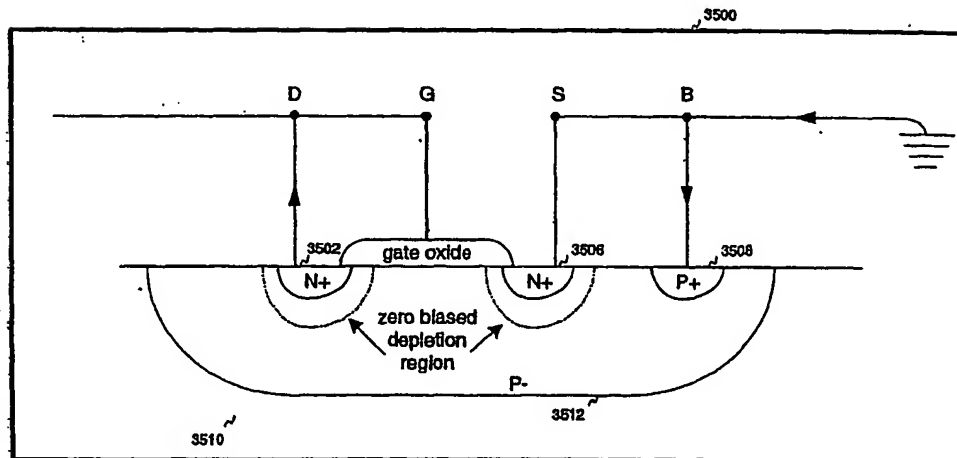 3500
D G S B
3502 3506 3508
gate oxide
N+ N+ P+
zero biased
depletion
region
P-
3512
3510